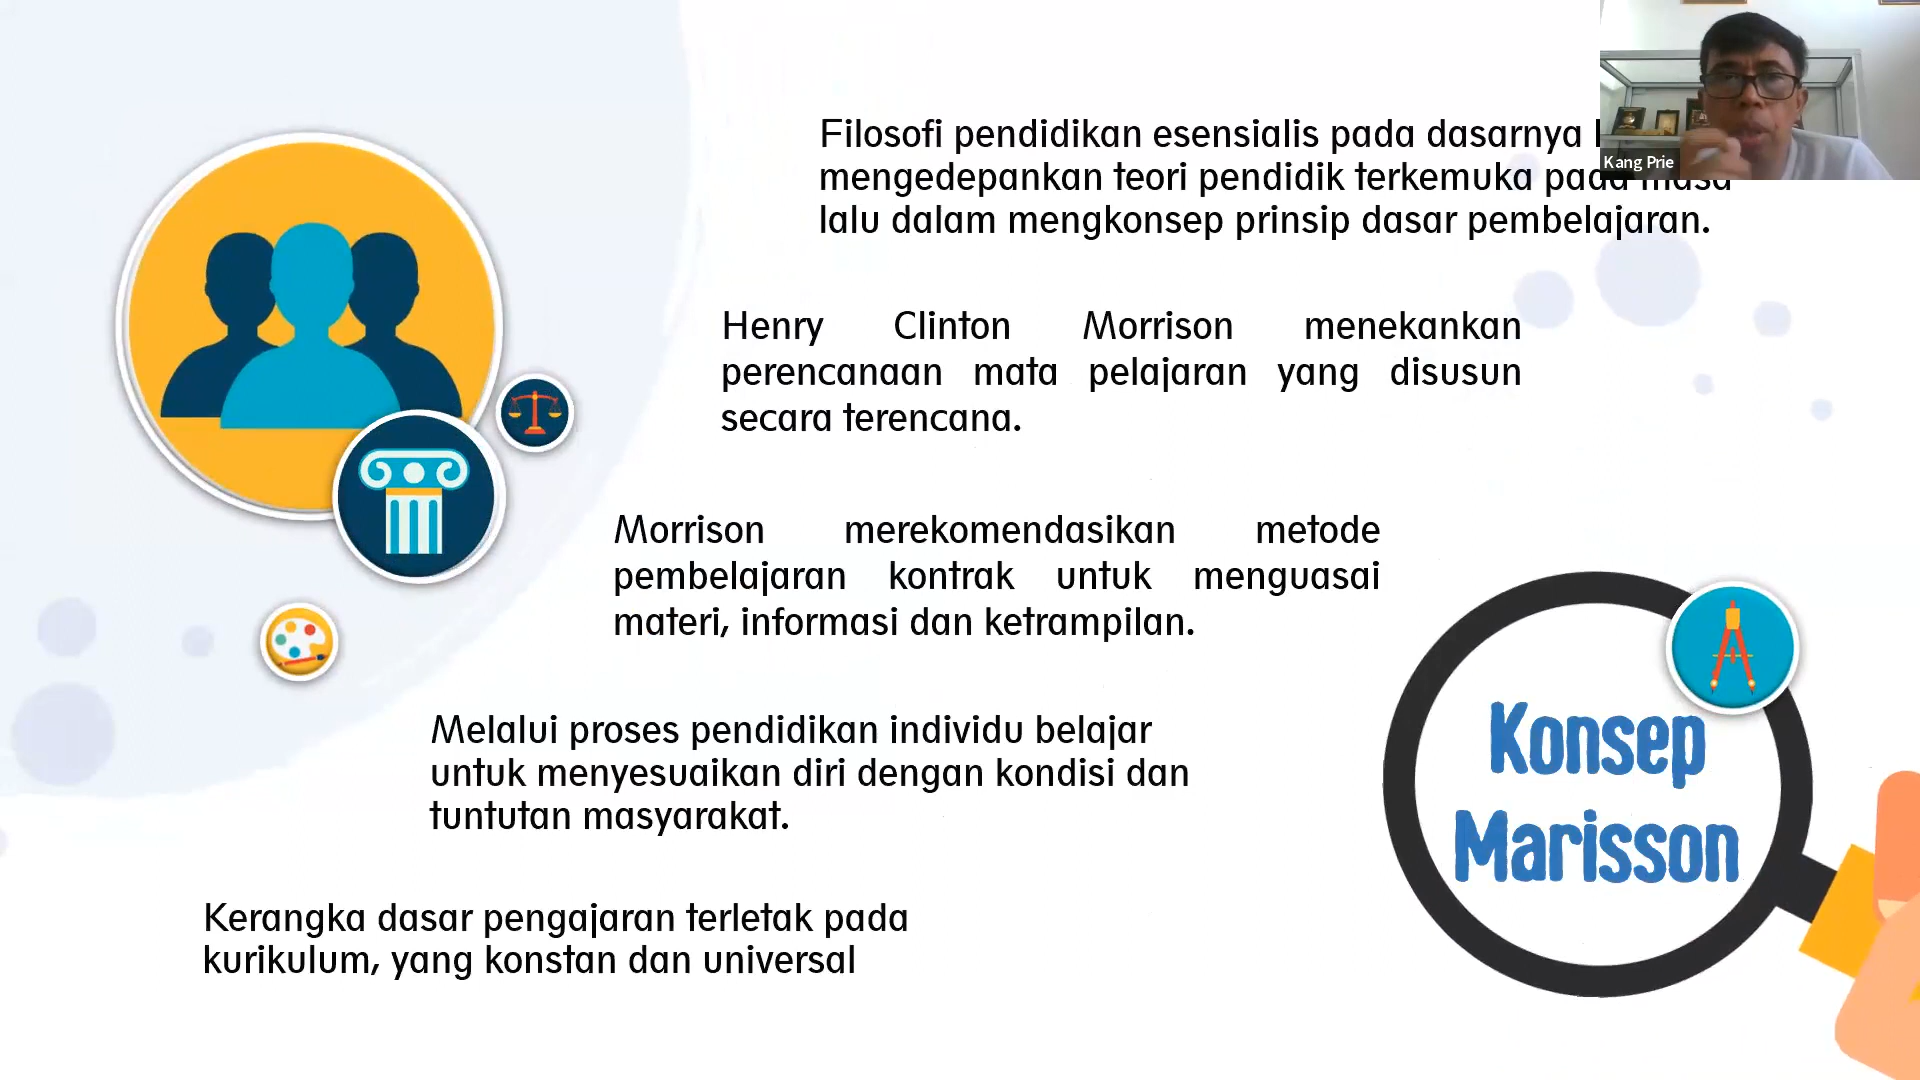 Filosofi pendidikan esensialis pada dasarnya
mengedepankan teori pendidik terkemuka pada masa
lalu dalam mengkonsep prinsip dasar pembelajaran.
Kang Prie
Henry Clinton Morrison menekankan
perencanaan mata pelajaran yang disusun
secara terencana.
Morrison merekomendasikan metode
pembelajaran kontrak untuk menguasai
materi, informasi dan ketrampilan.
Melalui proses pendidikan individu belajar
untuk menyesuaikan diri dengan kondisi dan
tuntutan masyarakat.
Konsep
Marisson
Kerangka dasar pengajaran terletak pada
kurikulum, yang konstan dan universal